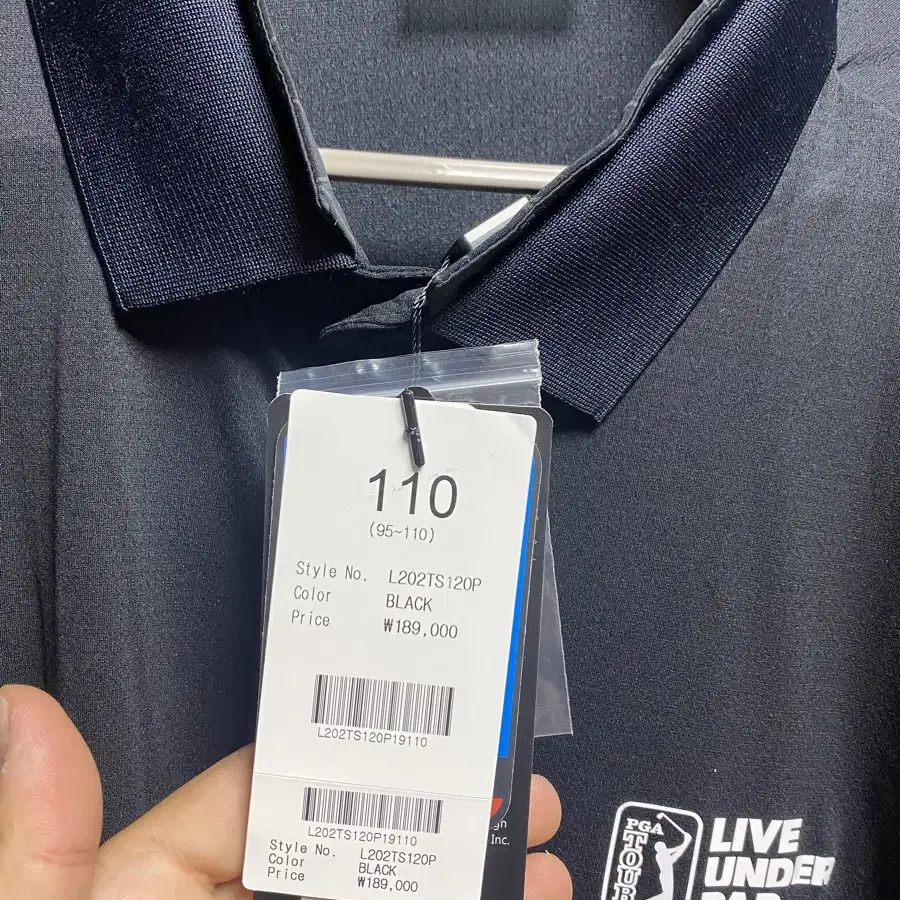 110
(95~110)
Style No. L202TS120P
Color BLACK
Price ₩189,000
L202TS120P19110
L202TS120P19110
Style No. L202TS120P
Color BLACK
Price ₩189,000
Inc.
PGA
TOUR
LIVE
UNDER
PAR